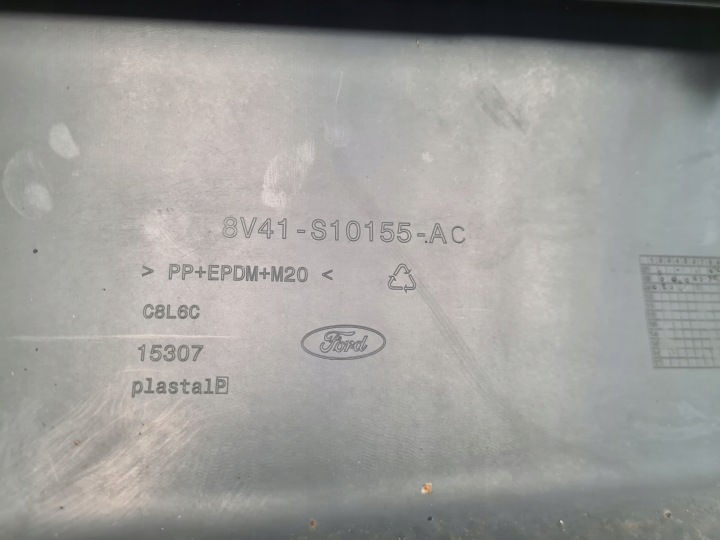 8V41-S10155-AC
> PP+EPDM+M20 <
C8L6C
Ford
15307
plastal